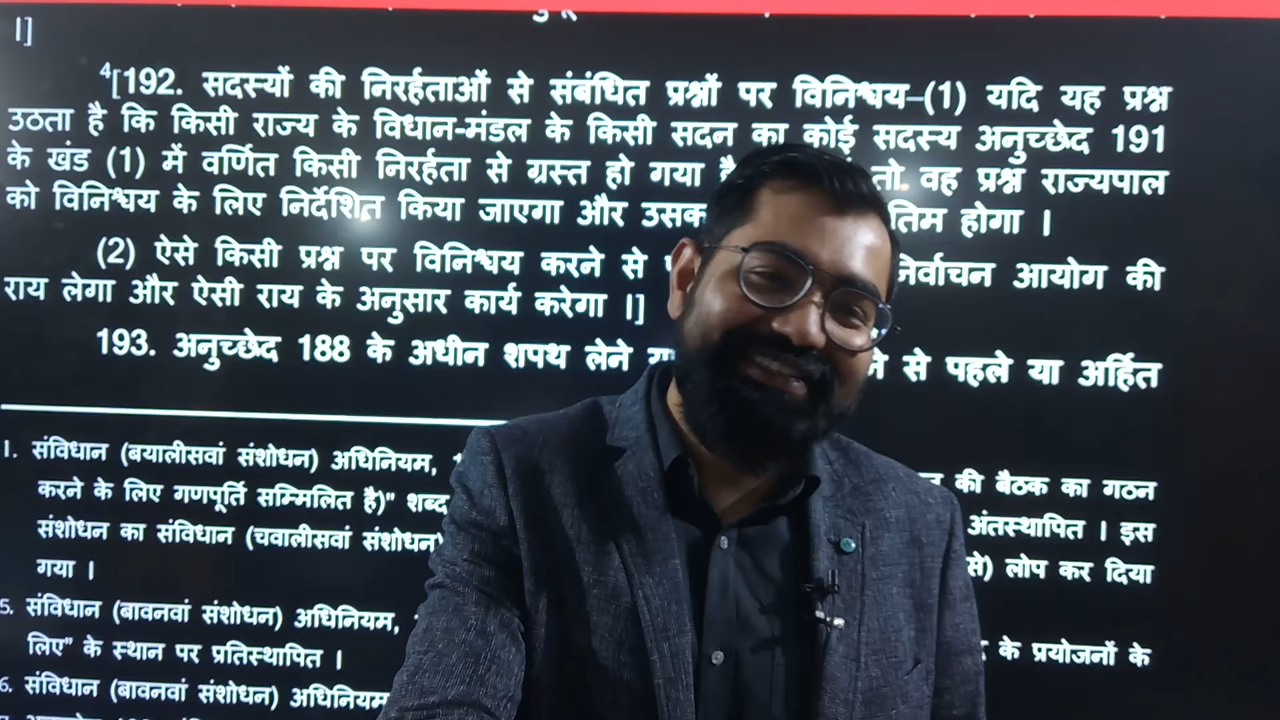 ।]
⁴[192. सदस्यों की निरर्हताओं से संबंधित प्रश्नों पर विनिश्चय–(1) यदि यह प्रश्न
उठता है कि किसी राज्य के विधान-मंडल के किसी सदन का कोई सदस्य अनुच्छेद 191
के खंड (1) में वर्णित किसी निरर्हता से ग्रस्त हो गया है तो वह प्रश्न राज्यपाल
को विनिश्चय के लिए निर्देशित किया जाएगा और उसक तिम होगा ।
(2) ऐसे किसी प्रश्न पर विनिश्चय करने से निर्वाचन आयोग की
राय लेगा और ऐसी राय के अनुसार कार्य करेगा ।]
193. अनुच्छेद 188 के अधीन शपथ लेने से पहले या अर्हित
1. संविधान (बयालीसवां संशोधन) अधिनियम, की बैठक का गठन
करने के लिए गणपूर्ति सम्मिलित है)" शब्द अंतस्थापित । इस
संशोधन का संविधान (चवालीसवां संशोधन) से) लोप कर दिया
गया ।
5. संविधान (बावनवां संशोधन) अधिनियम, के प्रयोजनों के
लिए" के स्थान पर प्रतिस्थापित ।
6. संविधान (बावनवां संशोधन) अधिनियम